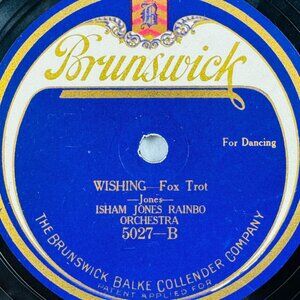 B
Brunswick
For Dancing
WISHING—Fox Trot
—Jones—
ISHAM JONES RAINBO
ORCHESTRA
5027-B
THE BRUNSWICK BALKE COLLENDER COMPANY
PATENT APPLIED FOR